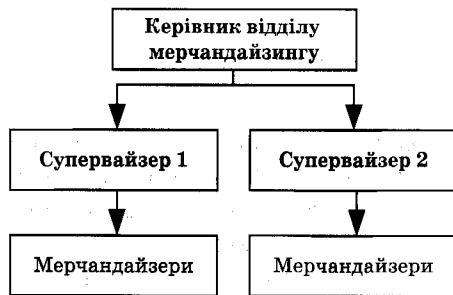 Керівник відділу
мерчандайзингу
Супервайзер 1
Супервайзер 2
Мерчандайзери
Мерчандайзери